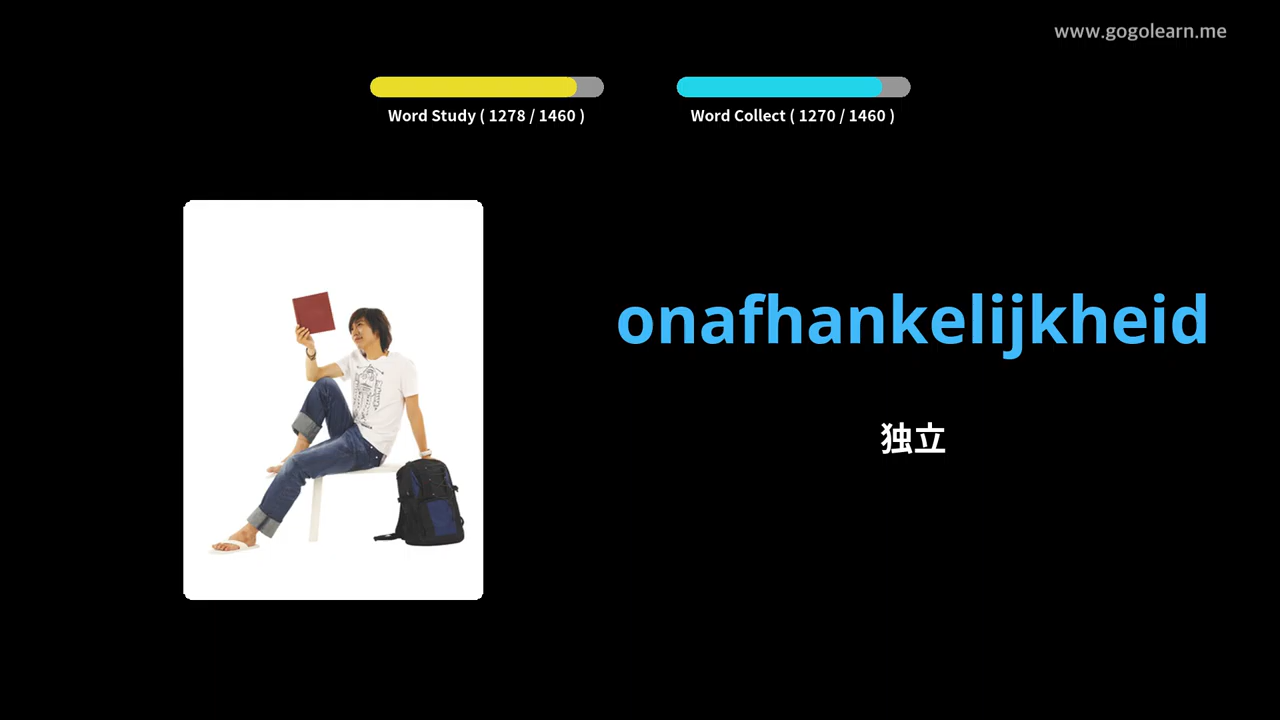 www.gogolearn.me
Word Study ( 1278 / 1460 )
Word Collect ( 1270 / 1460 )
onafhankelijkheid
独立